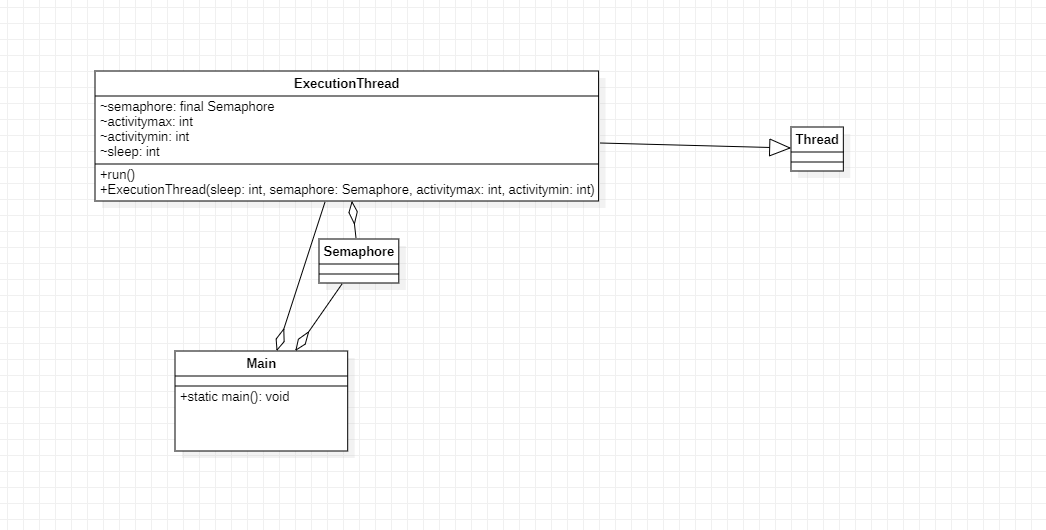 ExecutionThread
~semaphore: final Semaphore
~activitymax: int
~activitymin: int
~sleep: int
+run()
+ExecutionThread(sleep: int, semaphore: Semaphore, activitymax: int, activitymin: int)
Thread
Semaphore
Main
+static main(): void